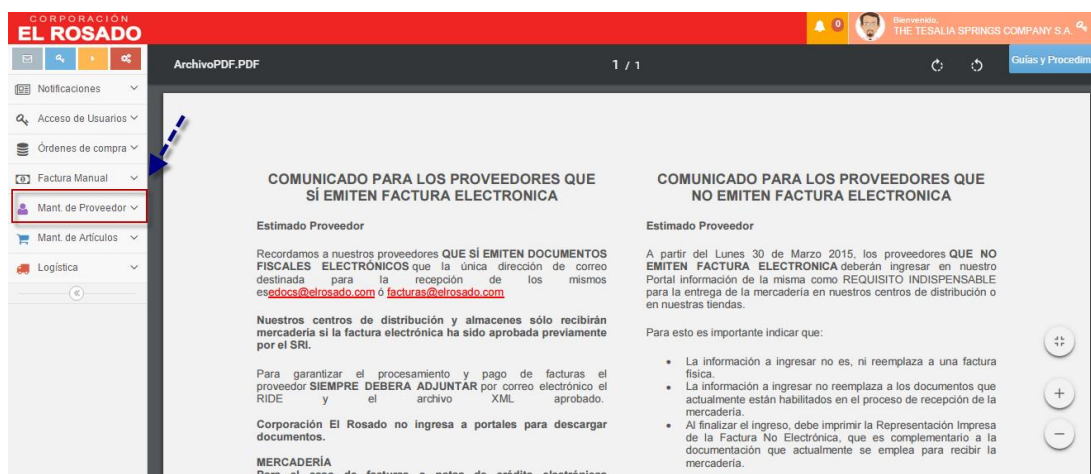 CORPORACIÓN
EL ROSADO
0
Bienvenido,
THE TESALIA SPRINGS COMPANY S.A.
ArchivoPDF.PDF
1 / 1
Guías y Procedim
Notificaciones
Acceso de Usuarios
Órdenes de compra
Factura Manual
Mant. de Proveedor
Mant. de Artículos
Logística
COMUNICADO PARA LOS PROVEEDORES QUE
SÍ EMITEN FACTURA ELECTRONICA
Estimado Proveedor
Recordamos a nuestros proveedores QUE SÍ EMITEN DOCUMENTOS
FISCALES ELECTRÓNICOS que la única dirección de correo
destinada para la recepción de los mismos
esedocs@elrosado.com ó facturas@elrosado.com
Nuestros centros de distribución y almacenes sólo recibirán
mercadería si la factura electrónica ha sido aprobada previamente
por el SRI.
Para garantizar el procesamiento y pago de facturas el
proveedor SIEMPRE DEBERA ADJUNTAR por correo electrónico el
RIDE y el archivo XML aprobado.
Corporación El Rosado no ingresa a portales para descargar
documentos.
MERCADERÍA
Para el caso de facturas o notas de crédito electrónicas
COMUNICADO PARA LOS PROVEEDORES QUE
NO EMITEN FACTURA ELECTRONICA
Estimado Proveedor
A partir del Lunes 30 de Marzo 2015, los proveedores QUE NO
EMITEN FACTURA ELECTRONICA deberán ingresar en nuestro
Portal información de la misma como REQUISITO INDISPENSABLE
para la entrega de la mercadería en nuestros centros de distribución o
en nuestras tiendas.
Para esto es importante indicar que:
• La información a ingresar no es, ni reemplaza a una factura
física.
• La información a ingresar no reemplaza a los documentos que
actualmente están habilitados en el proceso de recepción de la
mercadería.
• Al finalizar el ingreso, debe imprimir la Representación Impresa
de la Factura No Electrónica, que es complementario a la
documentación que actualmente se emplea para recibir la
mercadería.